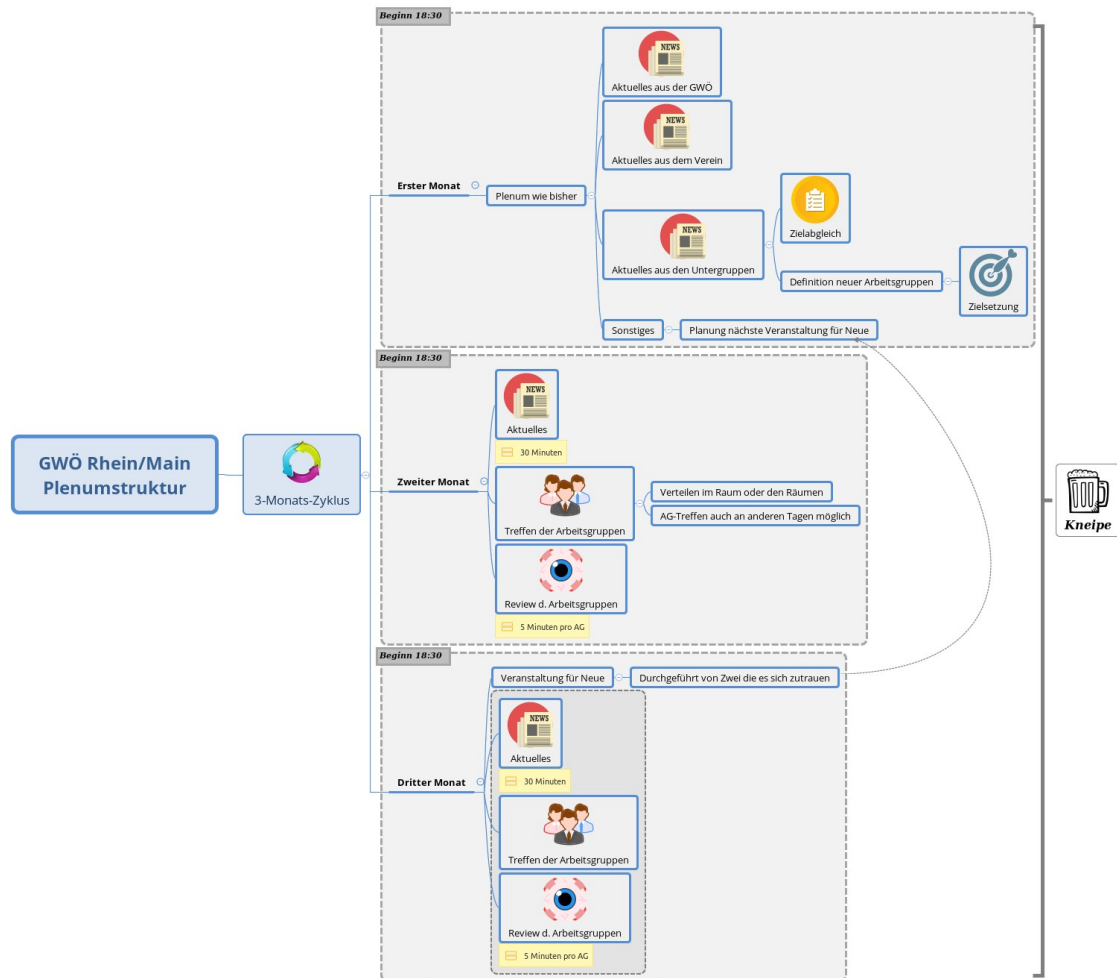 GWÖ Rhein/Main
Plenumstruktur
3-Monats-Zyklus
Beginn 18:30
Erster Monat
Plenum wie bisher
NEWS
Aktuelles aus der GWÖ
NEWS
Aktuelles aus dem Verein
NEWS
Aktuelles aus den Untergruppen
Zielabgleich
Definition neuer Arbeitsgruppen
Zielsetzung
Sonstiges
Planung nächste Veranstaltung für Neue
Beginn 18:30
Zweiter Monat
NEWS
Aktuelles
30 Minuten
Treffen der Arbeitsgruppen
Verteilen im Raum oder den Räumen
AG-Treffen auch an anderen Tagen möglich
Review d. Arbeitsgruppen
5 Minuten pro AG
Beginn 18:30
Dritter Monat
Veranstaltung für Neue
Durchgeführt von Zwei die es sich zutrauen
NEWS
Aktuelles
30 Minuten
Treffen der Arbeitsgruppen
Review d. Arbeitsgruppen
5 Minuten pro AG
Kneipe